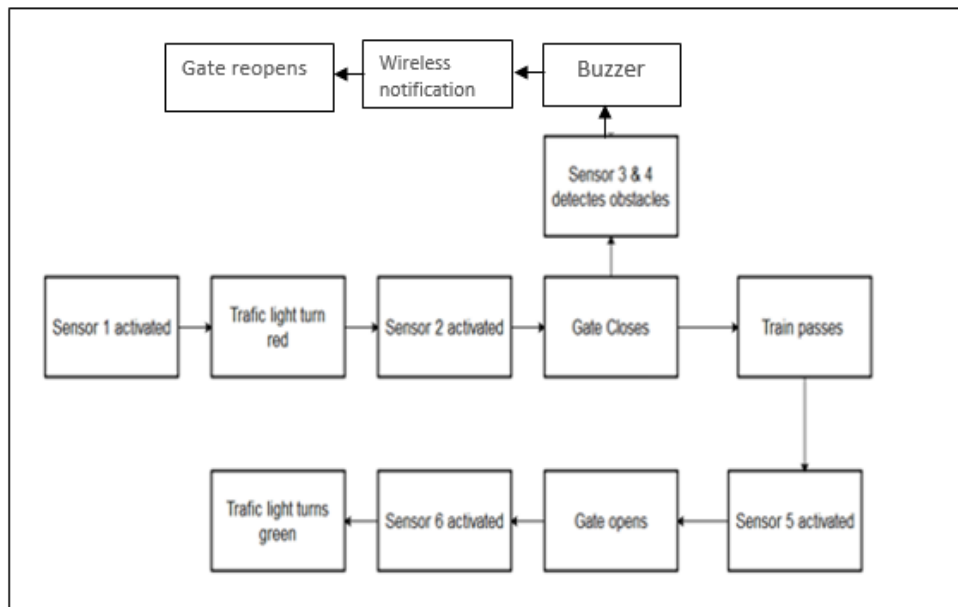 Gate reopens
Wireless
notification
Buzzer
Sensor 3 & 4
detectes obstacles
Sensor 1 activated
Trafic light turn
red
Sensor 2 activated
Gate Closes
Train passes
Trafic light turns
green
Sensor 6 activated
Gate opens
Sensor 5 activated